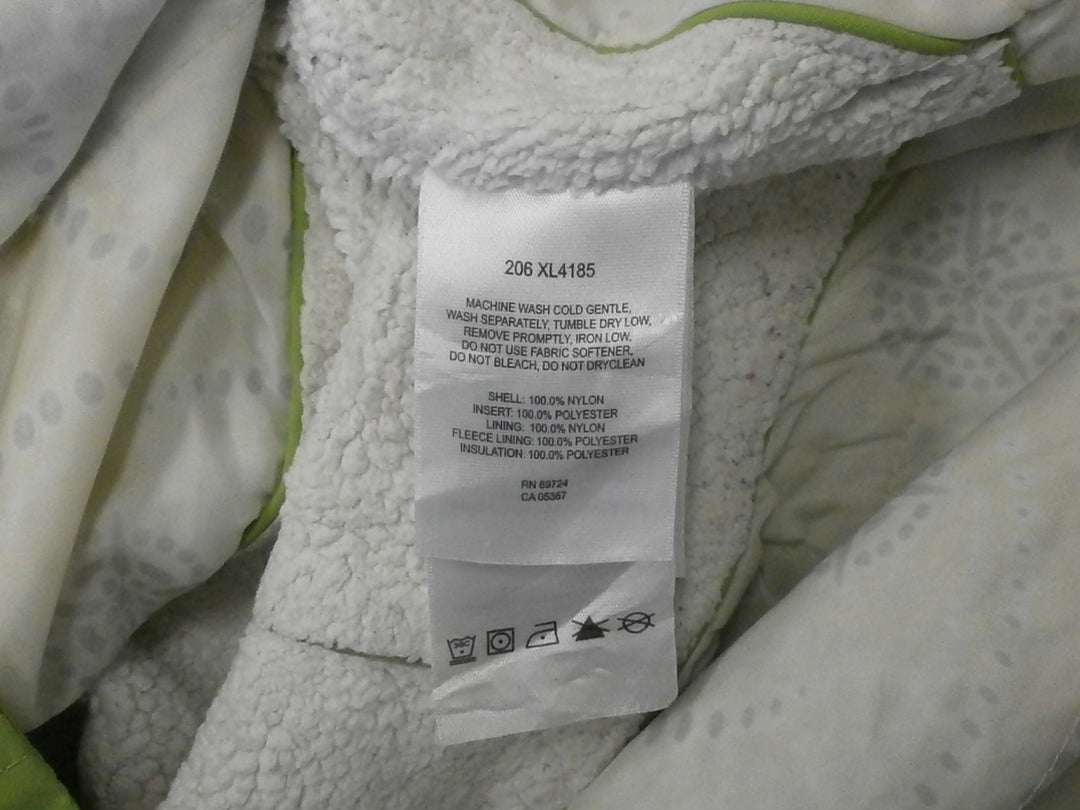 206 XL4185
MACHINE WASH COLD GENTLE,
WASH SEPARATELY, TUMBLE DRY LOW,
REMOVE PROMPTLY, IRON LOW,
DO NOT USE FABRIC SOFTENER,
DO NOT BLEACH, DO NOT DRYCLEAN
SHELL: 100.0% NYLON
INSERT: 100.0% POLYESTER
LINING: 100.0% NYLON
FLEECE LINING: 100.0% POLYESTER
INSULATION: 100.0% POLYESTER
RN 69724
CA 05367